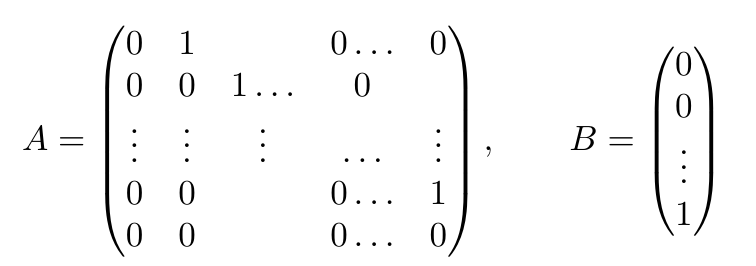 A = \begin{pmatrix} 0 & 1 & & 0 \dots & 0 \\ 0 & 0 & 1 \dots & 0 & \\ \vdots & \vdots & \vdots & \dots & \vdots \\ 0 & 0 & & 0 \dots & 1 \\ 0 & 0 & & 0 \dots & 0 \end{pmatrix}, \qquad B = \begin{pmatrix} 0 \\ 0 \\ \vdots \\ 1 \end{pmatrix}